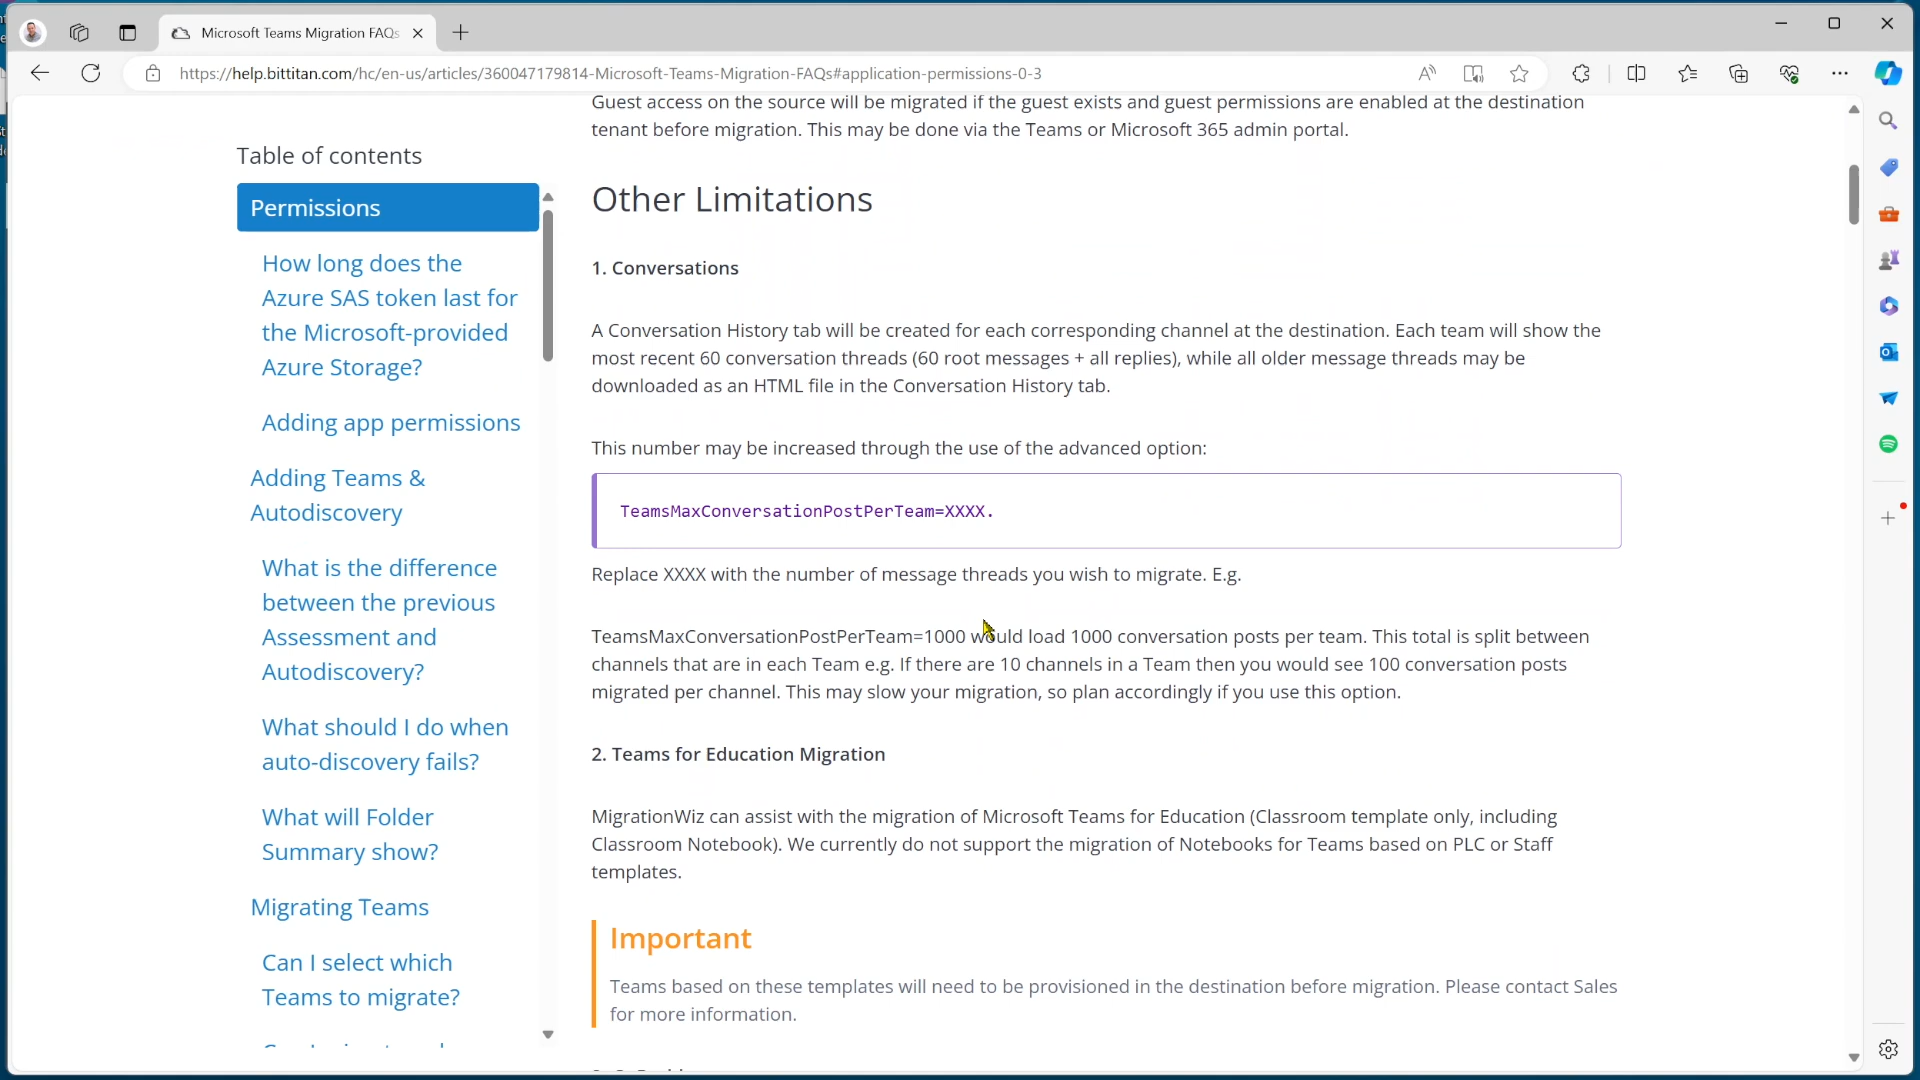 Microsoft Teams Migration FAQs
https://help.bittitan.com/hc/en-us/articles/360047179814-Microsoft-Teams-Migration-FAQs#application-permissions-0-3
Table of contents
Permissions
How long does the
Azure SAS token last for
the Microsoft-provided
Azure Storage?
Adding app permissions
Adding Teams &
Autodiscovery
What is the difference
between the previous
Assessment and
Autodiscovery?
What should I do when
auto-discovery fails?
What will Folder
Summary show?
Migrating Teams
Can I select which
Teams to migrate?
Guest access on the source will be migrated if the guest exists and guest permissions are enabled at the destination
tenant before migration. This may be done via the Teams or Microsoft 365 admin portal.
Other Limitations
1. Conversations
A Conversation History tab will be created for each corresponding channel at the destination. Each team will show the
most recent 60 conversation threads (60 root messages + all replies), while all older message threads may be
downloaded as an HTML file in the Conversation History tab.
This number may be increased through the use of the advanced option:
TeamsMaxConversationPostPerTeam=XXXX.
Replace XXXX with the number of message threads you wish to migrate. E.g.
TeamsMaxConversationPostPerTeam=1000 would load 1000 conversation posts per team. This total is split between
channels that are in each Team e.g. If there are 10 channels in a Team then you would see 100 conversation posts
migrated per channel. This may slow your migration, so plan accordingly if you use this option.
2. Teams for Education Migration
MigrationWiz can assist with the migration of Microsoft Teams for Education (Classroom template only, including
Classroom Notebook). We currently do not support the migration of Notebooks for Teams based on PLC or Staff
templates.
Important
Teams based on these templates will need to be provisioned in the destination before migration. Please contact Sales
for more information.